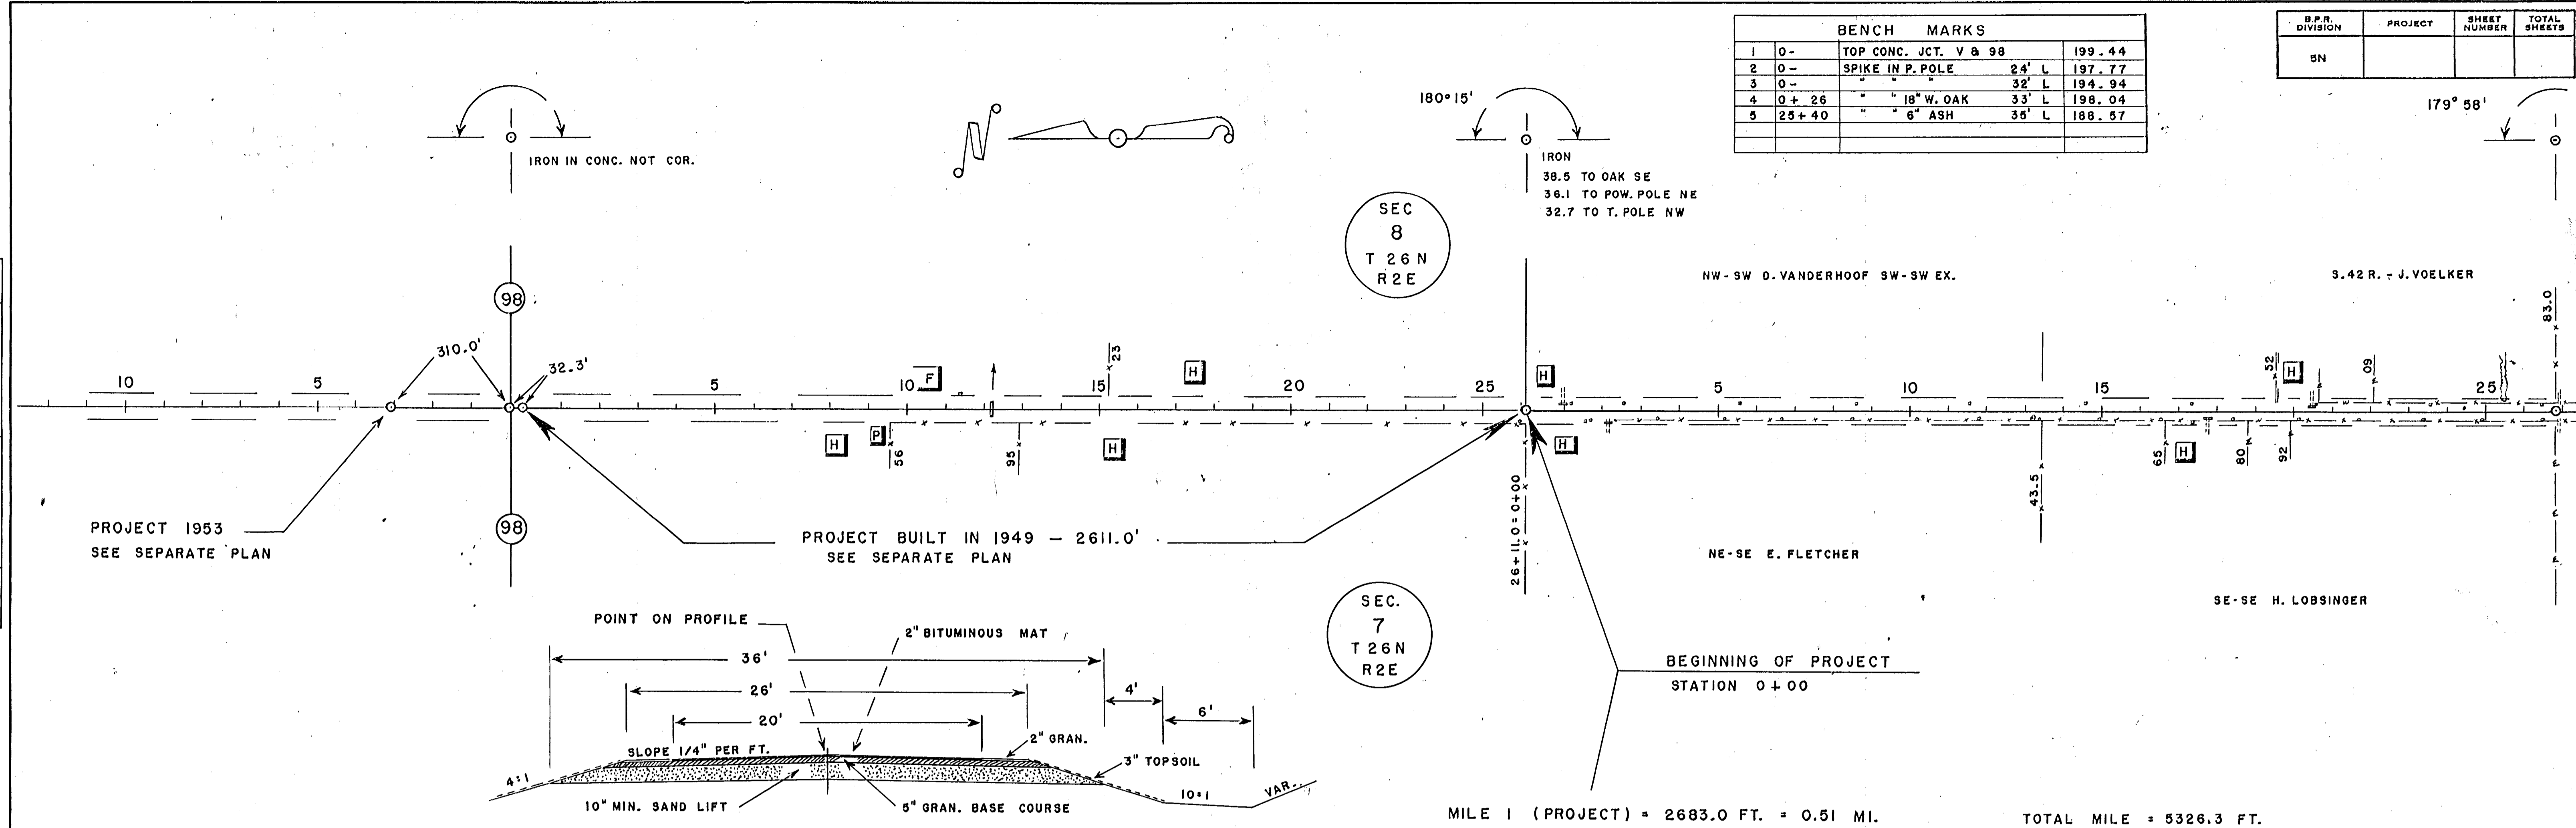 BENCH MARKS
1 0- TOP CONC. JCT. V & 98 199.44
2 0- SPIKE IN P. POLE 24' L 197.77
3 0- " " " 32' L 194.94
4 0+ 26 " " 18" W. OAK 33' L 198.04
5 25+40 " " 6" ASH 35' L 188.57
B.P.R. DIVISION PROJECT SHEET NUMBER TOTAL SHEETS
5N
IRON IN CONC. NOT COR.
N
180°15'
IRON
38.5 TO OAK SE
36.1 TO POW. POLE NE
32.7 TO T. POLE NW
179° 58'
SEC
8
T 26 N
R 2 E
NW-SW D. VANDERHOOF SW-SW EX.
3.42 R. - J. VOELKER
98
310.0'
32.3'
23
52
60
83.0
10 5 5 10 15 20 25 5 10 15 20 25
F
H
H
H
H
P
H
H
H
56
95
65
80
92
43.5
26+11.0=0+00
98
PROJECT 1953
SEE SEPARATE PLAN
PROJECT BUILT IN 1949 — 2611.0'
SEE SEPARATE PLAN
NE-SE E. FLETCHER
SE-SE H. LOBSINGER
SEC.
7
T 26 N
R 2 E
BEGINNING OF PROJECT
STATION 0+00
POINT ON PROFILE
2" BITUMINOUS MAT
36'
26'
20'
4'
6'
SLOPE 1/4" PER FT.
2" GRAN.
3" TOPSOIL
4:1
10" MIN. SAND LIFT
5" GRAN. BASE COURSE
10:1
VAR.
MILE 1 (PROJECT) = 2683.0 FT. = 0.51 MI.
TOTAL MILE = 5326.3 FT.